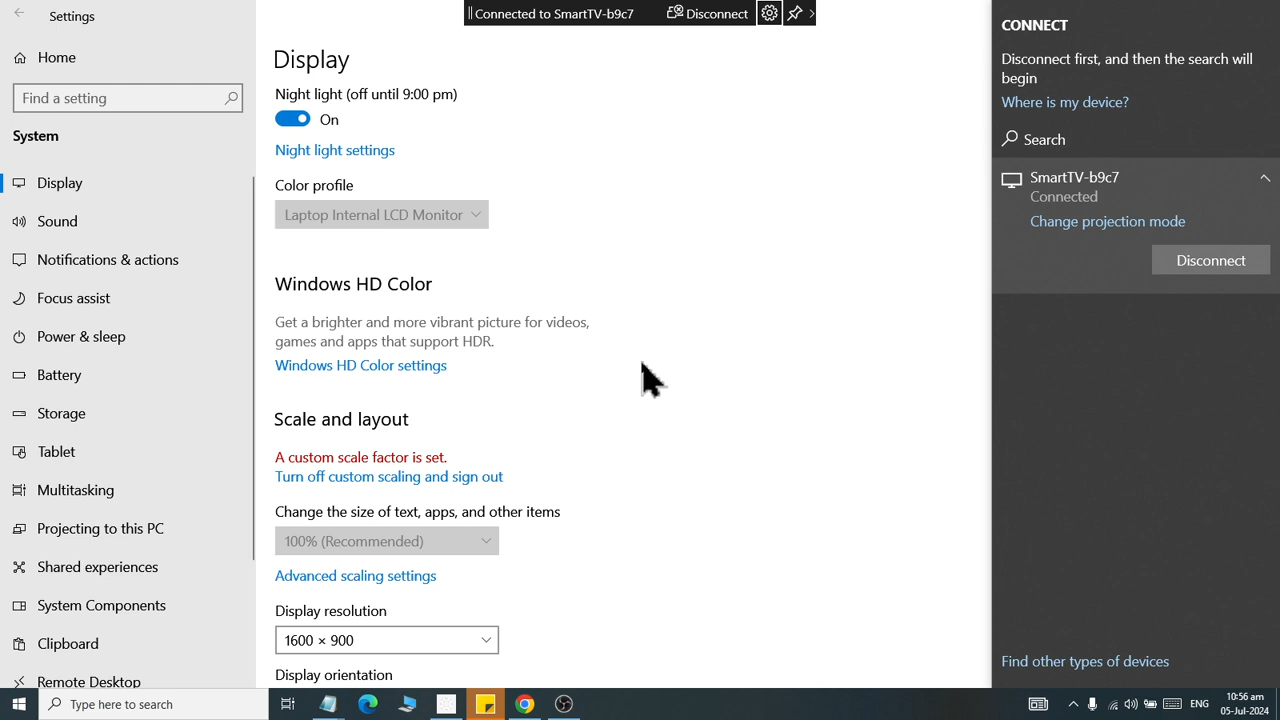 Settings
Home
Find a setting
System
Display
Sound
Notifications & actions
Focus assist
Power & sleep
Battery
Storage
Tablet
Multitasking
Projecting to this PC
Shared experiences
System Components
Clipboard
Remote Desktop
Connected to SmartTV-b9c7
Disconnect
Display
Night light (off until 9:00 pm)
On
Night light settings
Color profile
Laptop Internal LCD Monitor
Windows HD Color
Get a brighter and more vibrant picture for videos,
games and apps that support HDR.
Windows HD Color settings
Scale and layout
A custom scale factor is set.
Turn off custom scaling and sign out
Change the size of text, apps, and other items
100% (Recommended)
Advanced scaling settings
Display resolution
1600 × 900
Display orientation
CONNECT
Disconnect first, and then the search will
begin
Where is my device?
Search
SmartTV-b9c7
Connected
Change projection mode
Disconnect
Find other types of devices
Type here to search
ENG
10:56 am
05-Jul-2024